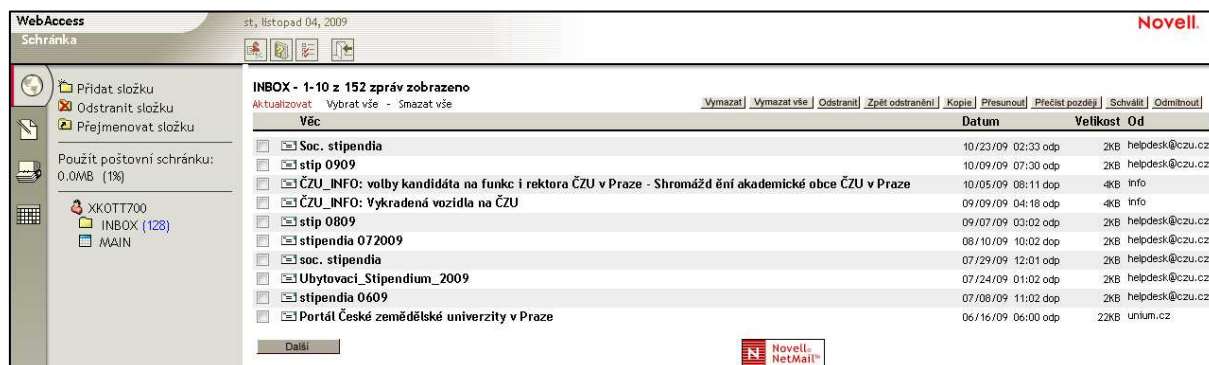 WebAccess
Schránka
st, listopad 04, 2009
Novell.
Přidat složku
Odstranit složku
Přejmenovat složku
Použít poštovní schránku:
0.0MB (1%)
XKOTT700
INBOX (128)
MAIN
INBOX - 1-10 z 152 zpráv zobrazeno
Aktualizovat Vybrat vše - Smazat vše
Vymazat Vymazat vše Odstranit Zpět odstranění Kopie Přesunout Přečíst později Schválit Odmítnout
Věc Datum Velikost Od
Soc. stipendia 10/23/09 02:33 odp 2KB helpdesk@czu.cz
stip 0909 10/09/09 07:30 odp 2KB helpdesk@czu.cz
ČZU_INFO: volby kandidáta na funkc i rektora ČZU v Praze - Shromážd ění akademické obce ČZU v Praze 10/05/09 08:11 dop 4KB info
ČZU_INFO: Vykradená vozidla na ČZU 09/09/09 04:18 odp 4KB info
stip 0809 09/07/09 03:02 odp 2KB helpdesk@czu.cz
stipendia 072009 08/10/09 10:02 dop 2KB helpdesk@czu.cz
soc. stipendia 07/29/09 12:01 odp 2KB helpdesk@czu.cz
Ubytovaci_Stipendium_2009 07/24/09 01:02 odp 2KB helpdesk@czu.cz
stipendia 0609 07/08/09 11:02 dop 2KB helpdesk@czu.cz
Portál České zemědělské univerzity v Praze 06/16/09 06:00 odp 22KB unium.cz
Další
N Novell®
NetMail™